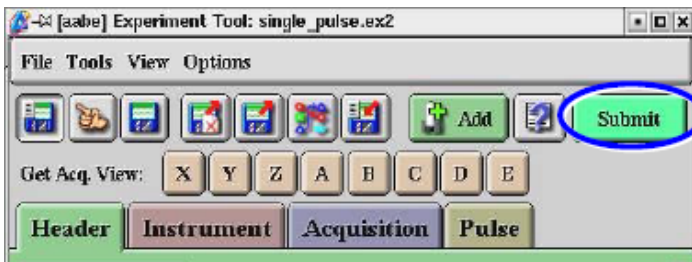 [aabe] Experiment Tool: single_pulse.ex2
File Tools View Options
Add ? Submit
Get Acq. View: X Y Z A B C D E
Header Instrument Acquisition Pulse